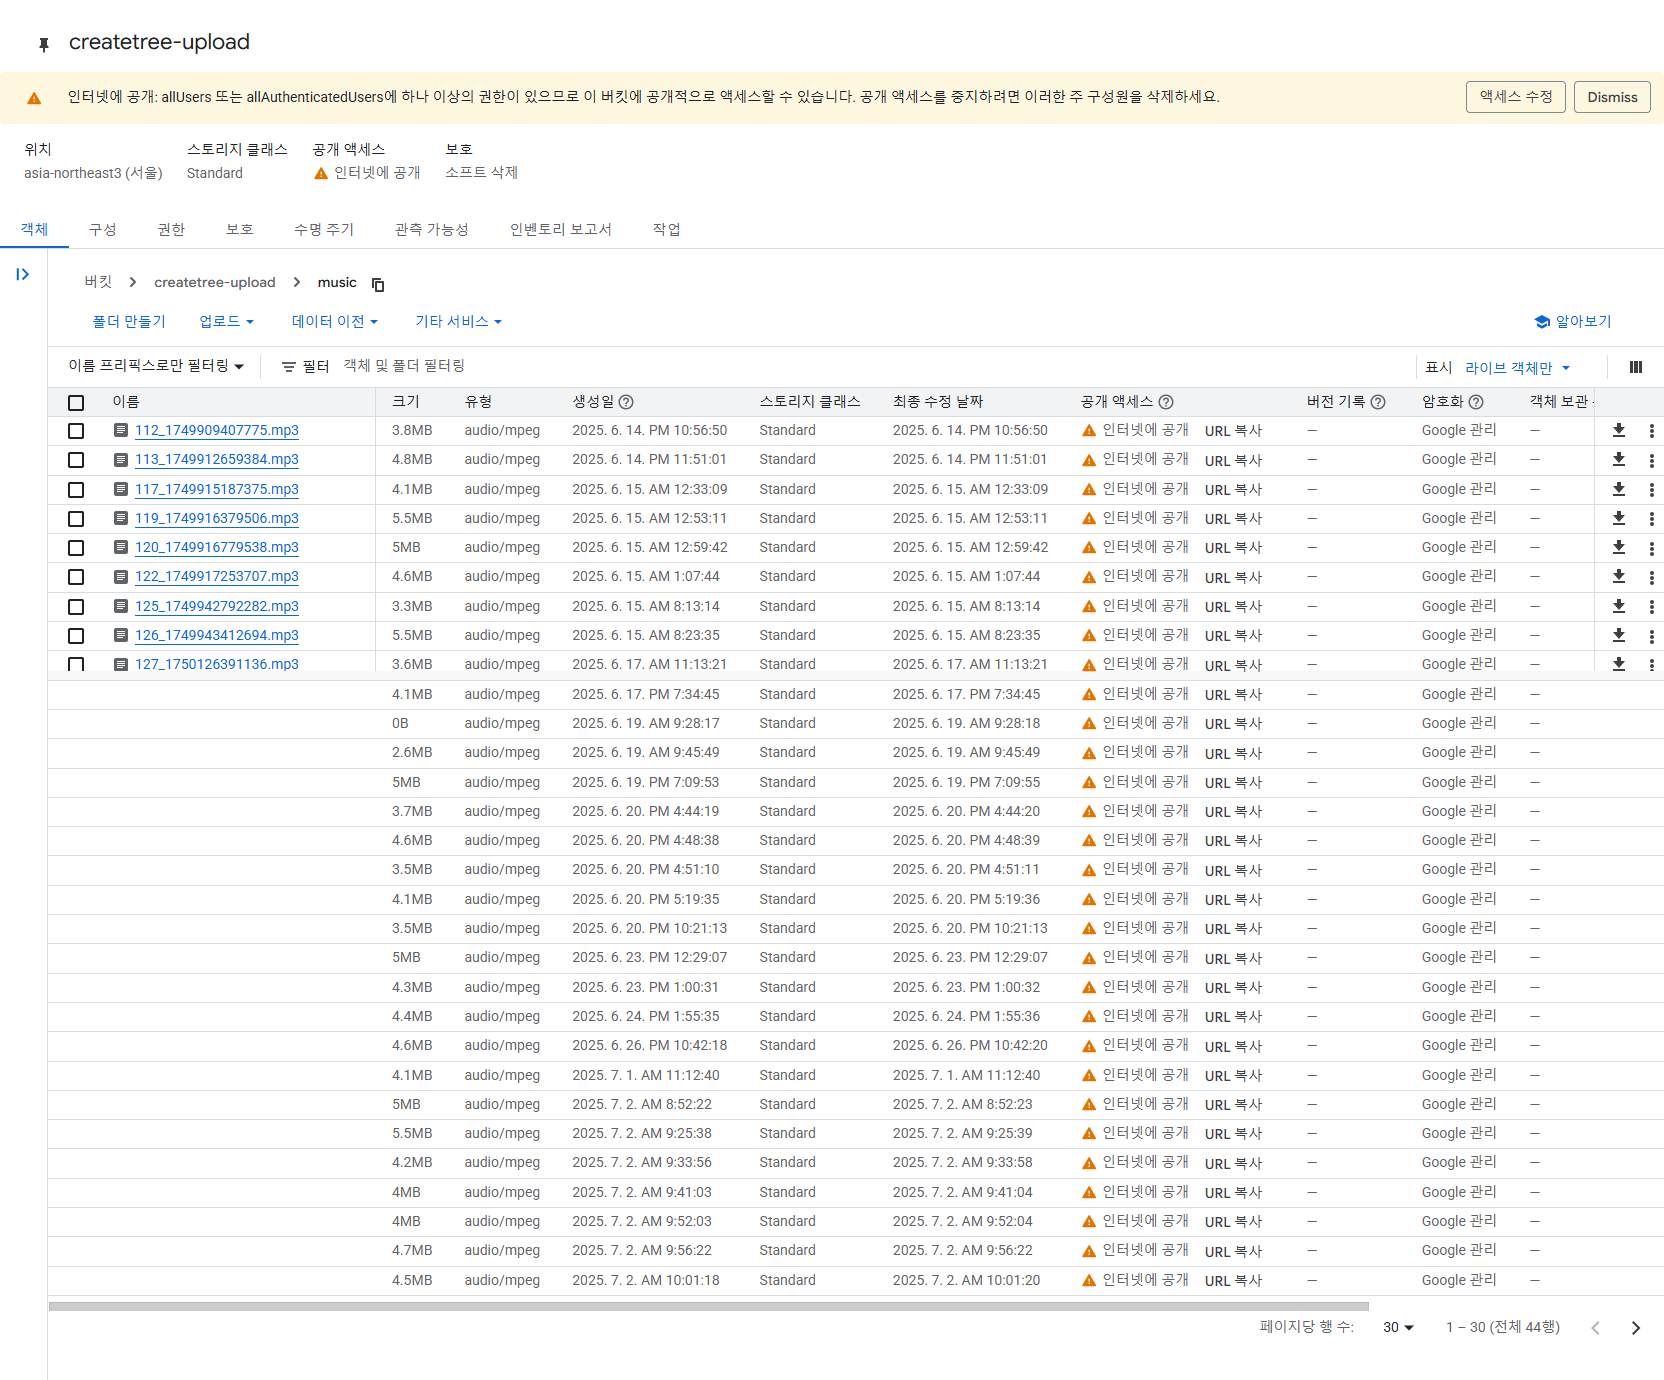 createtree-upload
인터넷에 공개: allUsers 또는 allAuthenticatedUsers에 하나 이상의 권한이 있으므로 이 버킷에 공개적으로 액세스할 수 있습니다. 공개 액세스를 중지하려면 이러한 주 구성원을 삭제하세요. 액세스 수정 Dismiss
위치 스토리지 클래스 공개 액세스 보호
asia-northeast3 (서울) Standard 인터넷에 공개 소프트 삭제
객체 구성 권한 보호 수명 주기 관측 가능성 인벤토리 보고서 작업
버킷 createtree-upload music
폴더 만들기 업로드 데이터 이전 기타 서비스 알아보기
이름 프리픽스로만 필터링 필터 객체 및 폴더 필터링 표시 라이브 객체만
이름 크기 유형 생성일 스토리지 클래스 최종 수정 날짜 공개 액세스 버전 기록 암호화 객체 보관
112_1749909407775.mp3 3.8MB audio/mpeg 2025. 6. 14. PM 10:56:50 Standard 2025. 6. 14. PM 10:56:50 인터넷에 공개 URL 복사 — Google 관리 —
113_1749912659384.mp3 4.8MB audio/mpeg 2025. 6. 14. PM 11:51:01 Standard 2025. 6. 14. PM 11:51:01 인터넷에 공개 URL 복사 — Google 관리 —
117_1749915187375.mp3 4.1MB audio/mpeg 2025. 6. 15. AM 12:33:09 Standard 2025. 6. 15. AM 12:33:09 인터넷에 공개 URL 복사 — Google 관리 —
119_1749916379506.mp3 5.5MB audio/mpeg 2025. 6. 15. AM 12:53:11 Standard 2025. 6. 15. AM 12:53:11 인터넷에 공개 URL 복사 — Google 관리 —
120_1749916779538.mp3 5MB audio/mpeg 2025. 6. 15. AM 12:59:42 Standard 2025. 6. 15. AM 12:59:42 인터넷에 공개 URL 복사 — Google 관리 —
122_1749917253707.mp3 4.6MB audio/mpeg 2025. 6. 15. AM 1:07:44 Standard 2025. 6. 15. AM 1:07:44 인터넷에 공개 URL 복사 — Google 관리 —
125_1749942792282.mp3 3.3MB audio/mpeg 2025. 6. 15. AM 8:13:14 Standard 2025. 6. 15. AM 8:13:14 인터넷에 공개 URL 복사 — Google 관리 —
126_1749943412694.mp3 5.5MB audio/mpeg 2025. 6. 15. AM 8:23:35 Standard 2025. 6. 15. AM 8:23:35 인터넷에 공개 URL 복사 — Google 관리 —
127_1750126391136.mp3 3.6MB audio/mpeg 2025. 6. 17. AM 11:13:21 Standard 2025. 6. 17. AM 11:13:21 인터넷에 공개 URL 복사 — Google 관리 —
4.1MB audio/mpeg 2025. 6. 17. PM 7:34:45 Standard 2025. 6. 17. PM 7:34:45 인터넷에 공개 URL 복사 — Google 관리 —
0B audio/mpeg 2025. 6. 19. AM 9:28:17 Standard 2025. 6. 19. AM 9:28:18 인터넷에 공개 URL 복사 — Google 관리 —
2.6MB audio/mpeg 2025. 6. 19. AM 9:45:49 Standard 2025. 6. 19. AM 9:45:49 인터넷에 공개 URL 복사 — Google 관리 —
5MB audio/mpeg 2025. 6. 19. PM 7:09:53 Standard 2025. 6. 19. PM 7:09:55 인터넷에 공개 URL 복사 — Google 관리 —
3.7MB audio/mpeg 2025. 6. 20. PM 4:44:19 Standard 2025. 6. 20. PM 4:44:20 인터넷에 공개 URL 복사 — Google 관리 —
4.6MB audio/mpeg 2025. 6. 20. PM 4:48:38 Standard 2025. 6. 20. PM 4:48:39 인터넷에 공개 URL 복사 — Google 관리 —
3.5MB audio/mpeg 2025. 6. 20. PM 4:51:10 Standard 2025. 6. 20. PM 4:51:11 인터넷에 공개 URL 복사 — Google 관리 —
4.1MB audio/mpeg 2025. 6. 20. PM 5:19:35 Standard 2025. 6. 20. PM 5:19:36 인터넷에 공개 URL 복사 — Google 관리 —
3.5MB audio/mpeg 2025. 6. 20. PM 10:21:13 Standard 2025. 6. 20. PM 10:21:13 인터넷에 공개 URL 복사 — Google 관리 —
5MB audio/mpeg 2025. 6. 23. PM 12:29:07 Standard 2025. 6. 23. PM 12:29:07 인터넷에 공개 URL 복사 — Google 관리 —
4.3MB audio/mpeg 2025. 6. 23. PM 1:00:31 Standard 2025. 6. 23. PM 1:00:32 인터넷에 공개 URL 복사 — Google 관리 —
4.4MB audio/mpeg 2025. 6. 24. PM 1:55:35 Standard 2025. 6. 24. PM 1:55:36 인터넷에 공개 URL 복사 — Google 관리 —
4.6MB audio/mpeg 2025. 6. 26. PM 10:42:18 Standard 2025. 6. 26. PM 10:42:20 인터넷에 공개 URL 복사 — Google 관리 —
4.1MB audio/mpeg 2025. 7. 1. AM 11:12:40 Standard 2025. 7. 1. AM 11:12:40 인터넷에 공개 URL 복사 — Google 관리 —
5MB audio/mpeg 2025. 7. 2. AM 8:52:22 Standard 2025. 7. 2. AM 8:52:23 인터넷에 공개 URL 복사 — Google 관리 —
5.5MB audio/mpeg 2025. 7. 2. AM 9:25:38 Standard 2025. 7. 2. AM 9:25:39 인터넷에 공개 URL 복사 — Google 관리 —
4.2MB audio/mpeg 2025. 7. 2. AM 9:33:56 Standard 2025. 7. 2. AM 9:33:58 인터넷에 공개 URL 복사 — Google 관리 —
4MB audio/mpeg 2025. 7. 2. AM 9:41:03 Standard 2025. 7. 2. AM 9:41:04 인터넷에 공개 URL 복사 — Google 관리 —
4MB audio/mpeg 2025. 7. 2. AM 9:52:03 Standard 2025. 7. 2. AM 9:52:04 인터넷에 공개 URL 복사 — Google 관리 —
4.7MB audio/mpeg 2025. 7. 2. AM 9:56:22 Standard 2025. 7. 2. AM 9:56:22 인터넷에 공개 URL 복사 — Google 관리 —
4.5MB audio/mpeg 2025. 7. 2. AM 10:01:18 Standard 2025. 7. 2. AM 10:01:20 인터넷에 공개 URL 복사 — Google 관리 —
페이지당 행 수: 30 1 – 30 (전체 44행)